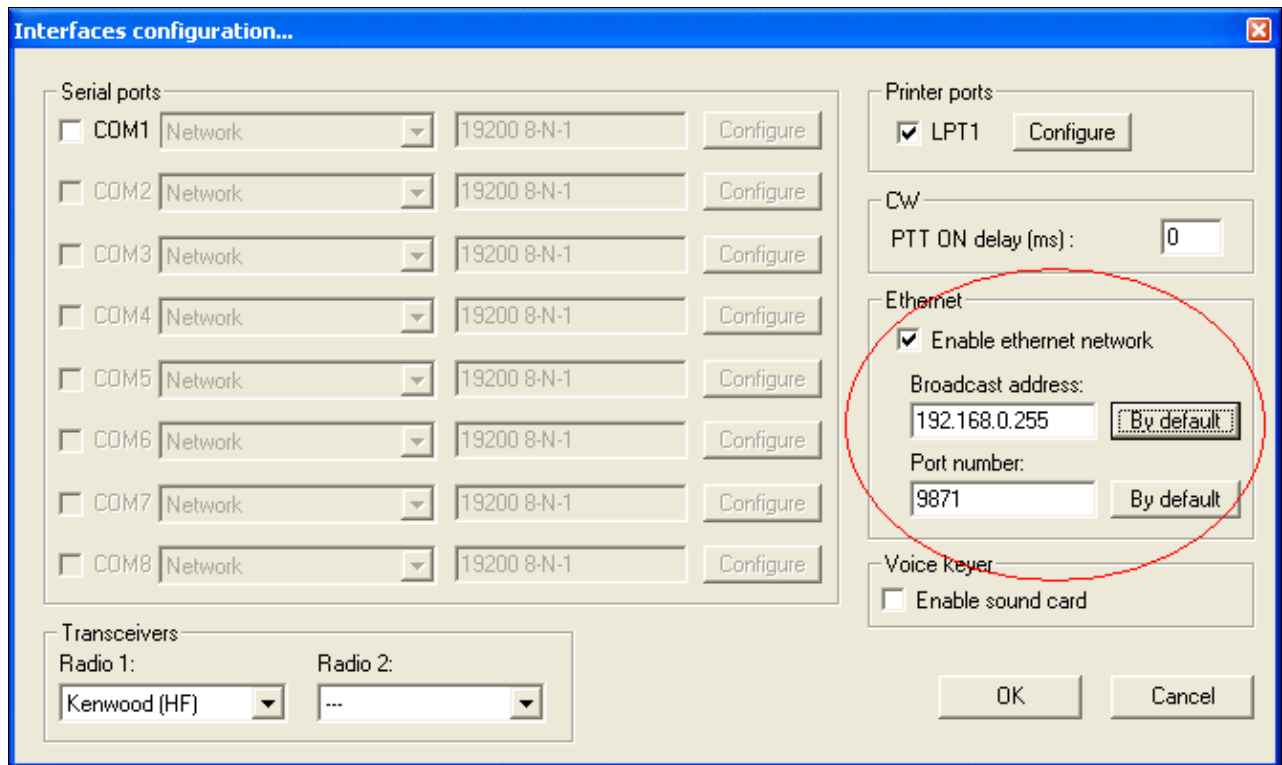 Interfaces configuration...
Serial ports
COM1 Network 19200 8-N-1 Configure
COM2 Network 19200 8-N-1 Configure
COM3 Network 19200 8-N-1 Configure
COM4 Network 19200 8-N-1 Configure
COM5 Network 19200 8-N-1 Configure
COM6 Network 19200 8-N-1 Configure
COM7 Network 19200 8-N-1 Configure
COM8 Network 19200 8-N-1 Configure
Transceivers
Radio 1: Radio 2:
Kenwood (HF) ---
Printer ports
LPT1 Configure
CW
PTT ON delay (ms) : 0
Ethernet
Enable ethernet network
Broadcast address:
192.168.0.255 By default
Port number:
9871 By default
Voice keyer
Enable sound card
OK Cancel